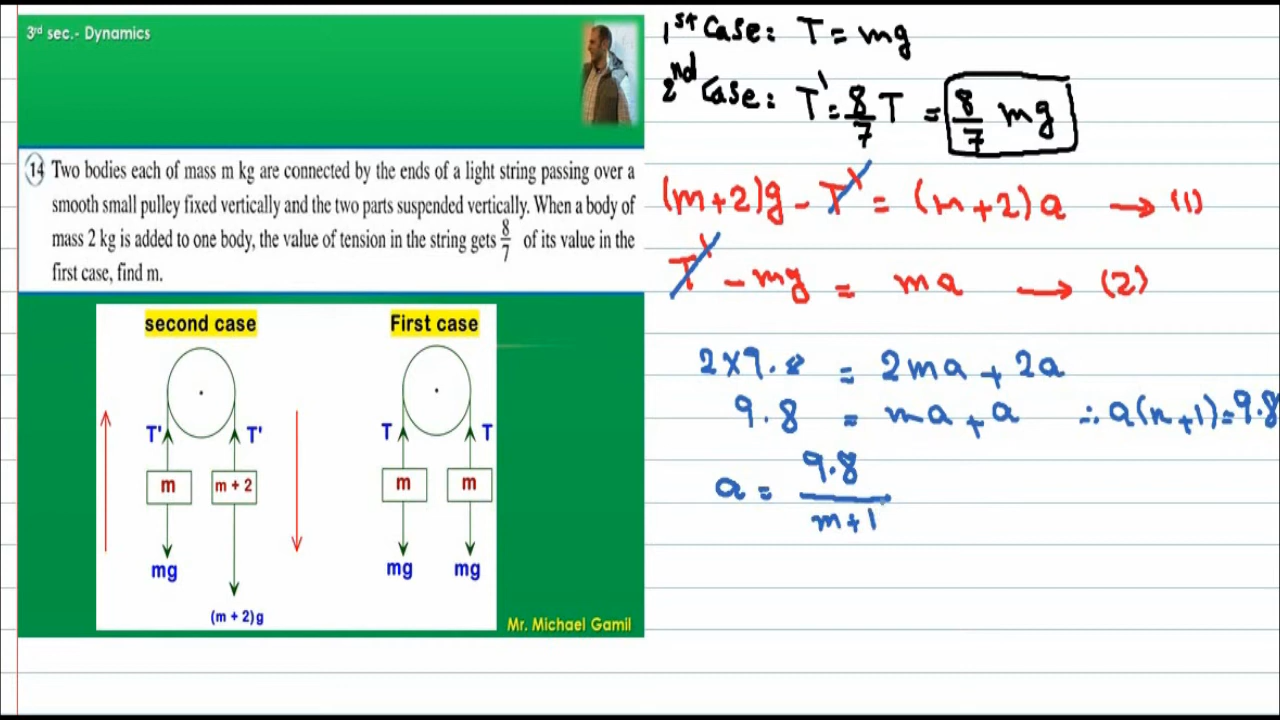 3rd sec.- Dynamics
14 Two bodies each of mass m kg are connected by the ends of a light string passing over a
smooth small pulley fixed vertically and the two parts suspended vertically. When a body of
mass 2 kg is added to one body, the value of tension in the string gets 8/7 of its value in the
first case, find m.
second case
First case
T' T'
T T
m m + 2
m m
mg
(m + 2)g
mg mg
Mr. Michael Gamil
1st Case: T = mg
2nd Case: T' = 8/7 T = 8/7 mg
(m+2)g - T' = (m+2)a → (1)
T' - mg = ma → (2)
2×9.8 = 2ma + 2a
9.8 = ma + a ∴ a(m+1)=9.8
a = 9.8/m+1